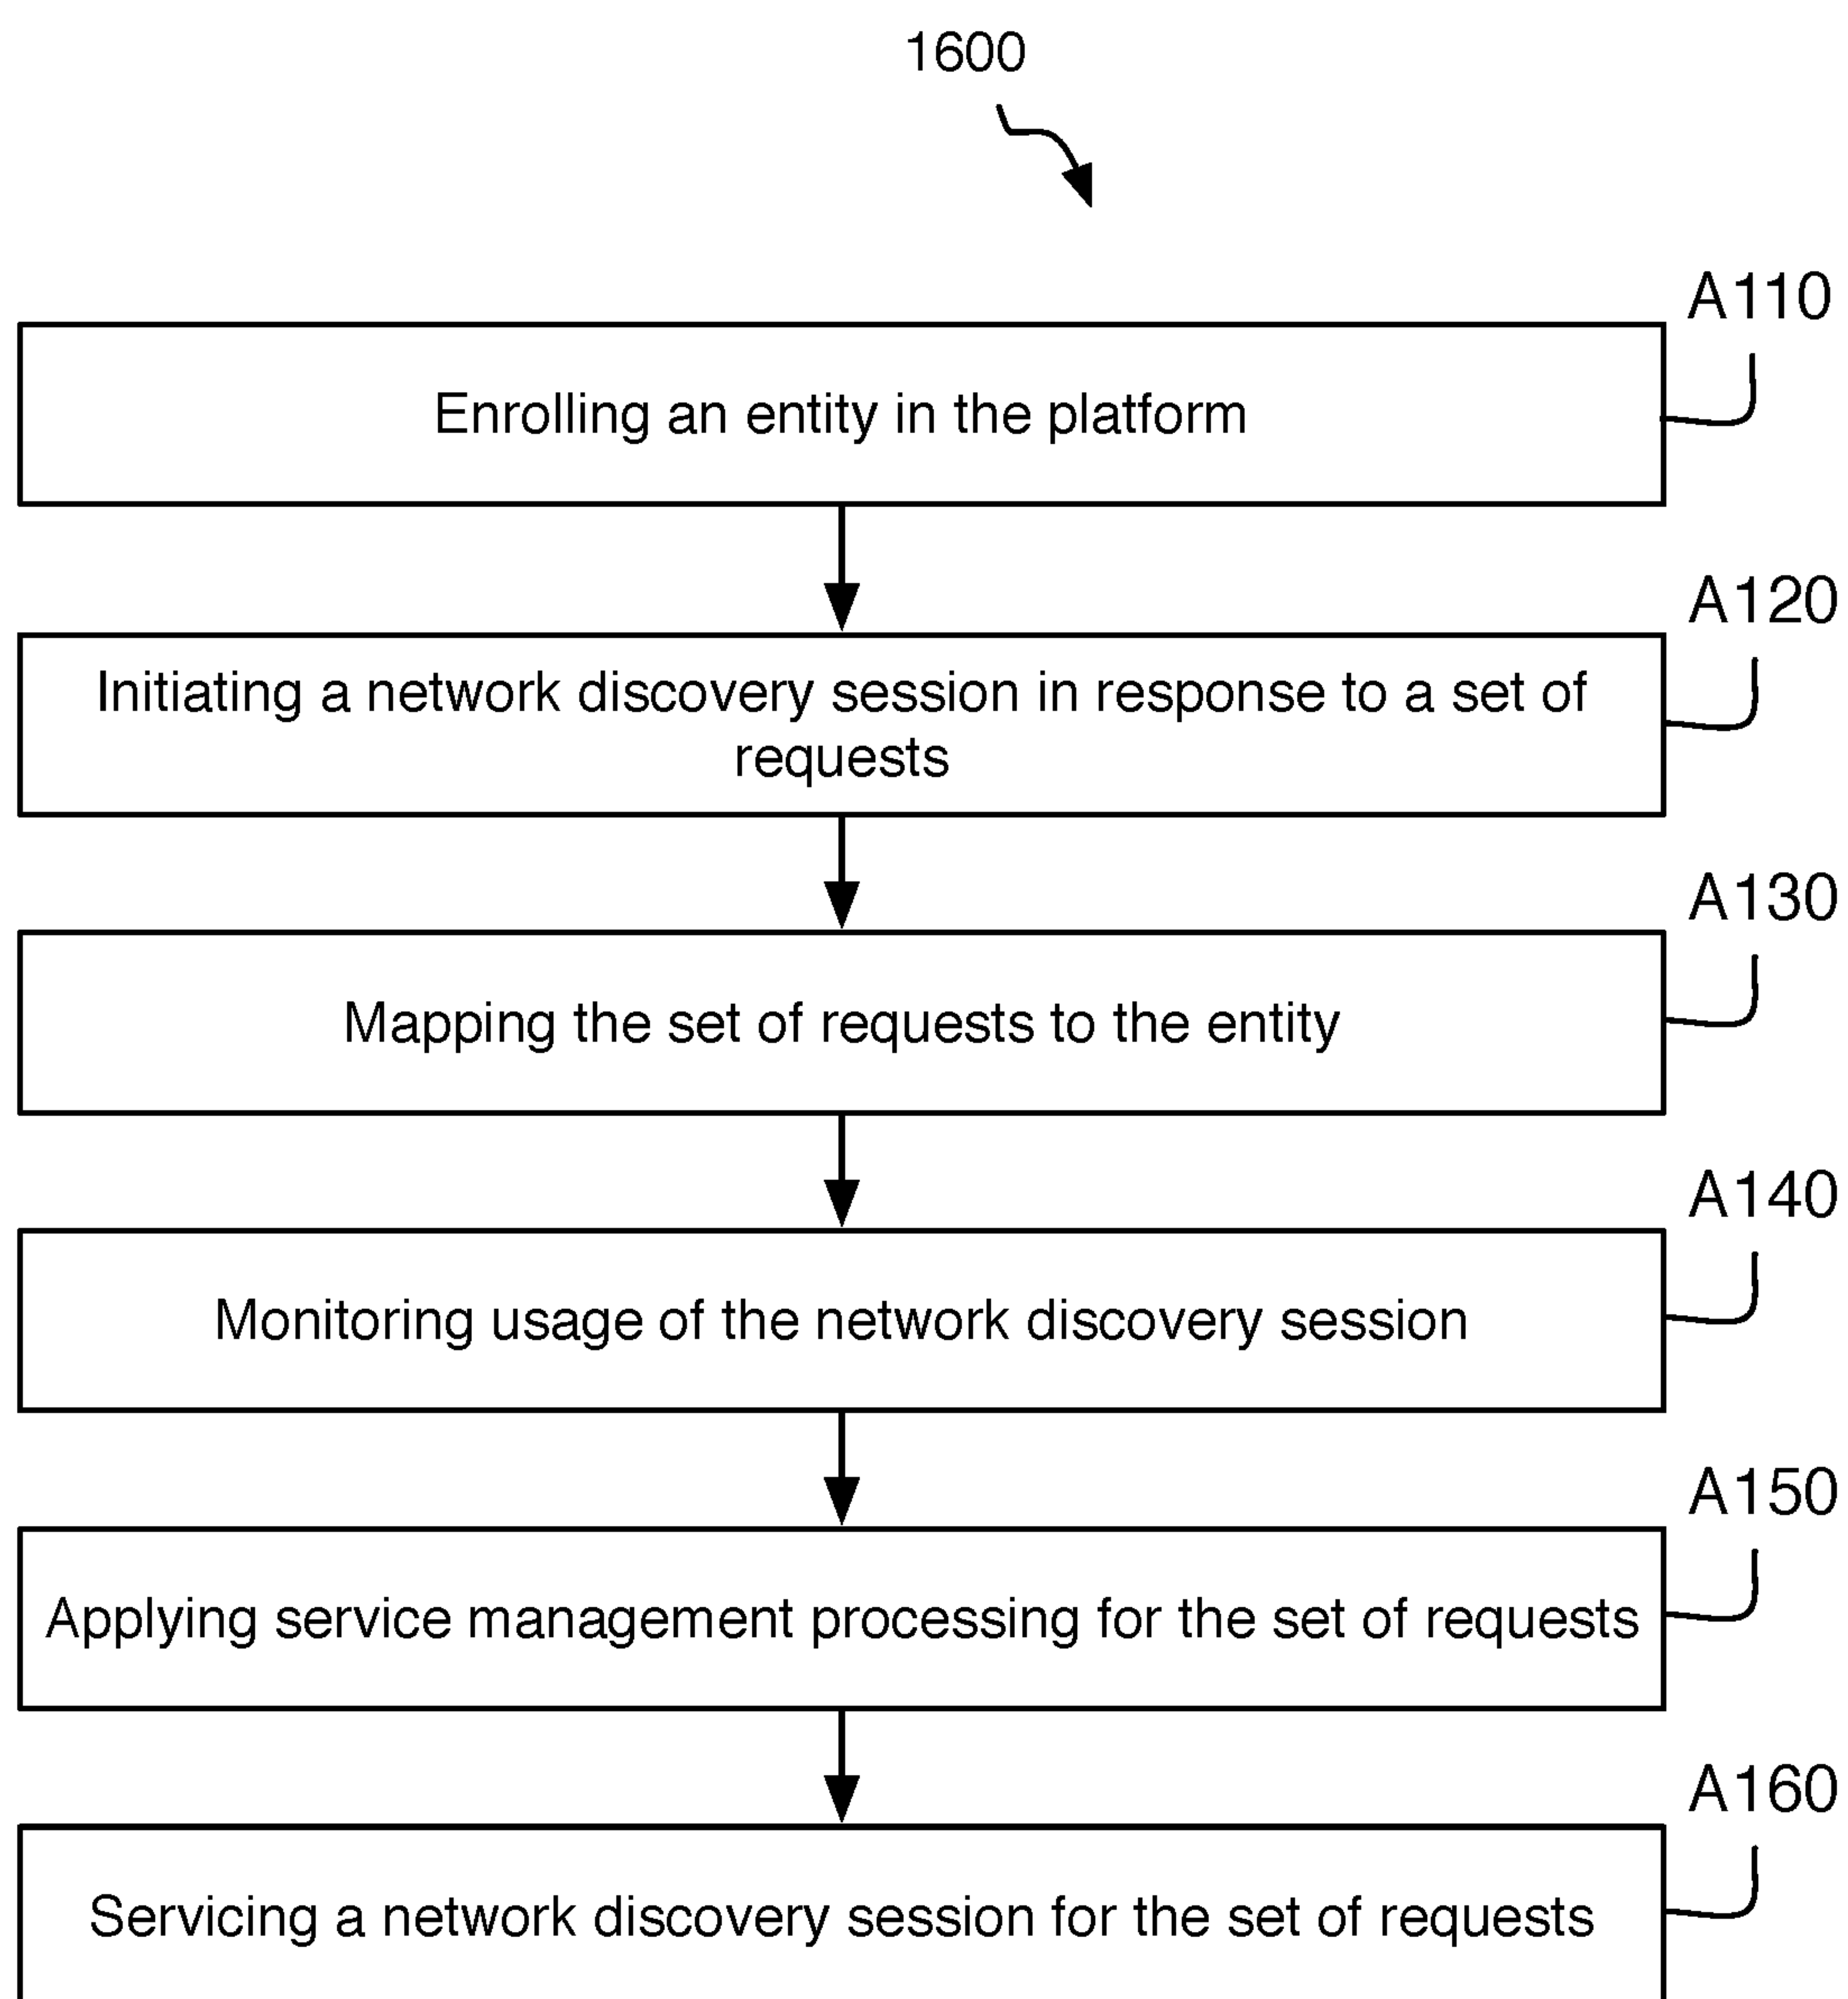 1600
A110
Enrolling an entity in the platform
A120
Initiating a network discovery session in response to a set of
requests
A130
Mapping the set of requests to the entity
A140
Monitoring usage of the network discovery session
A150
Applying service management processing for the set of requests
A160
Servicing a network discovery session for the set of requests